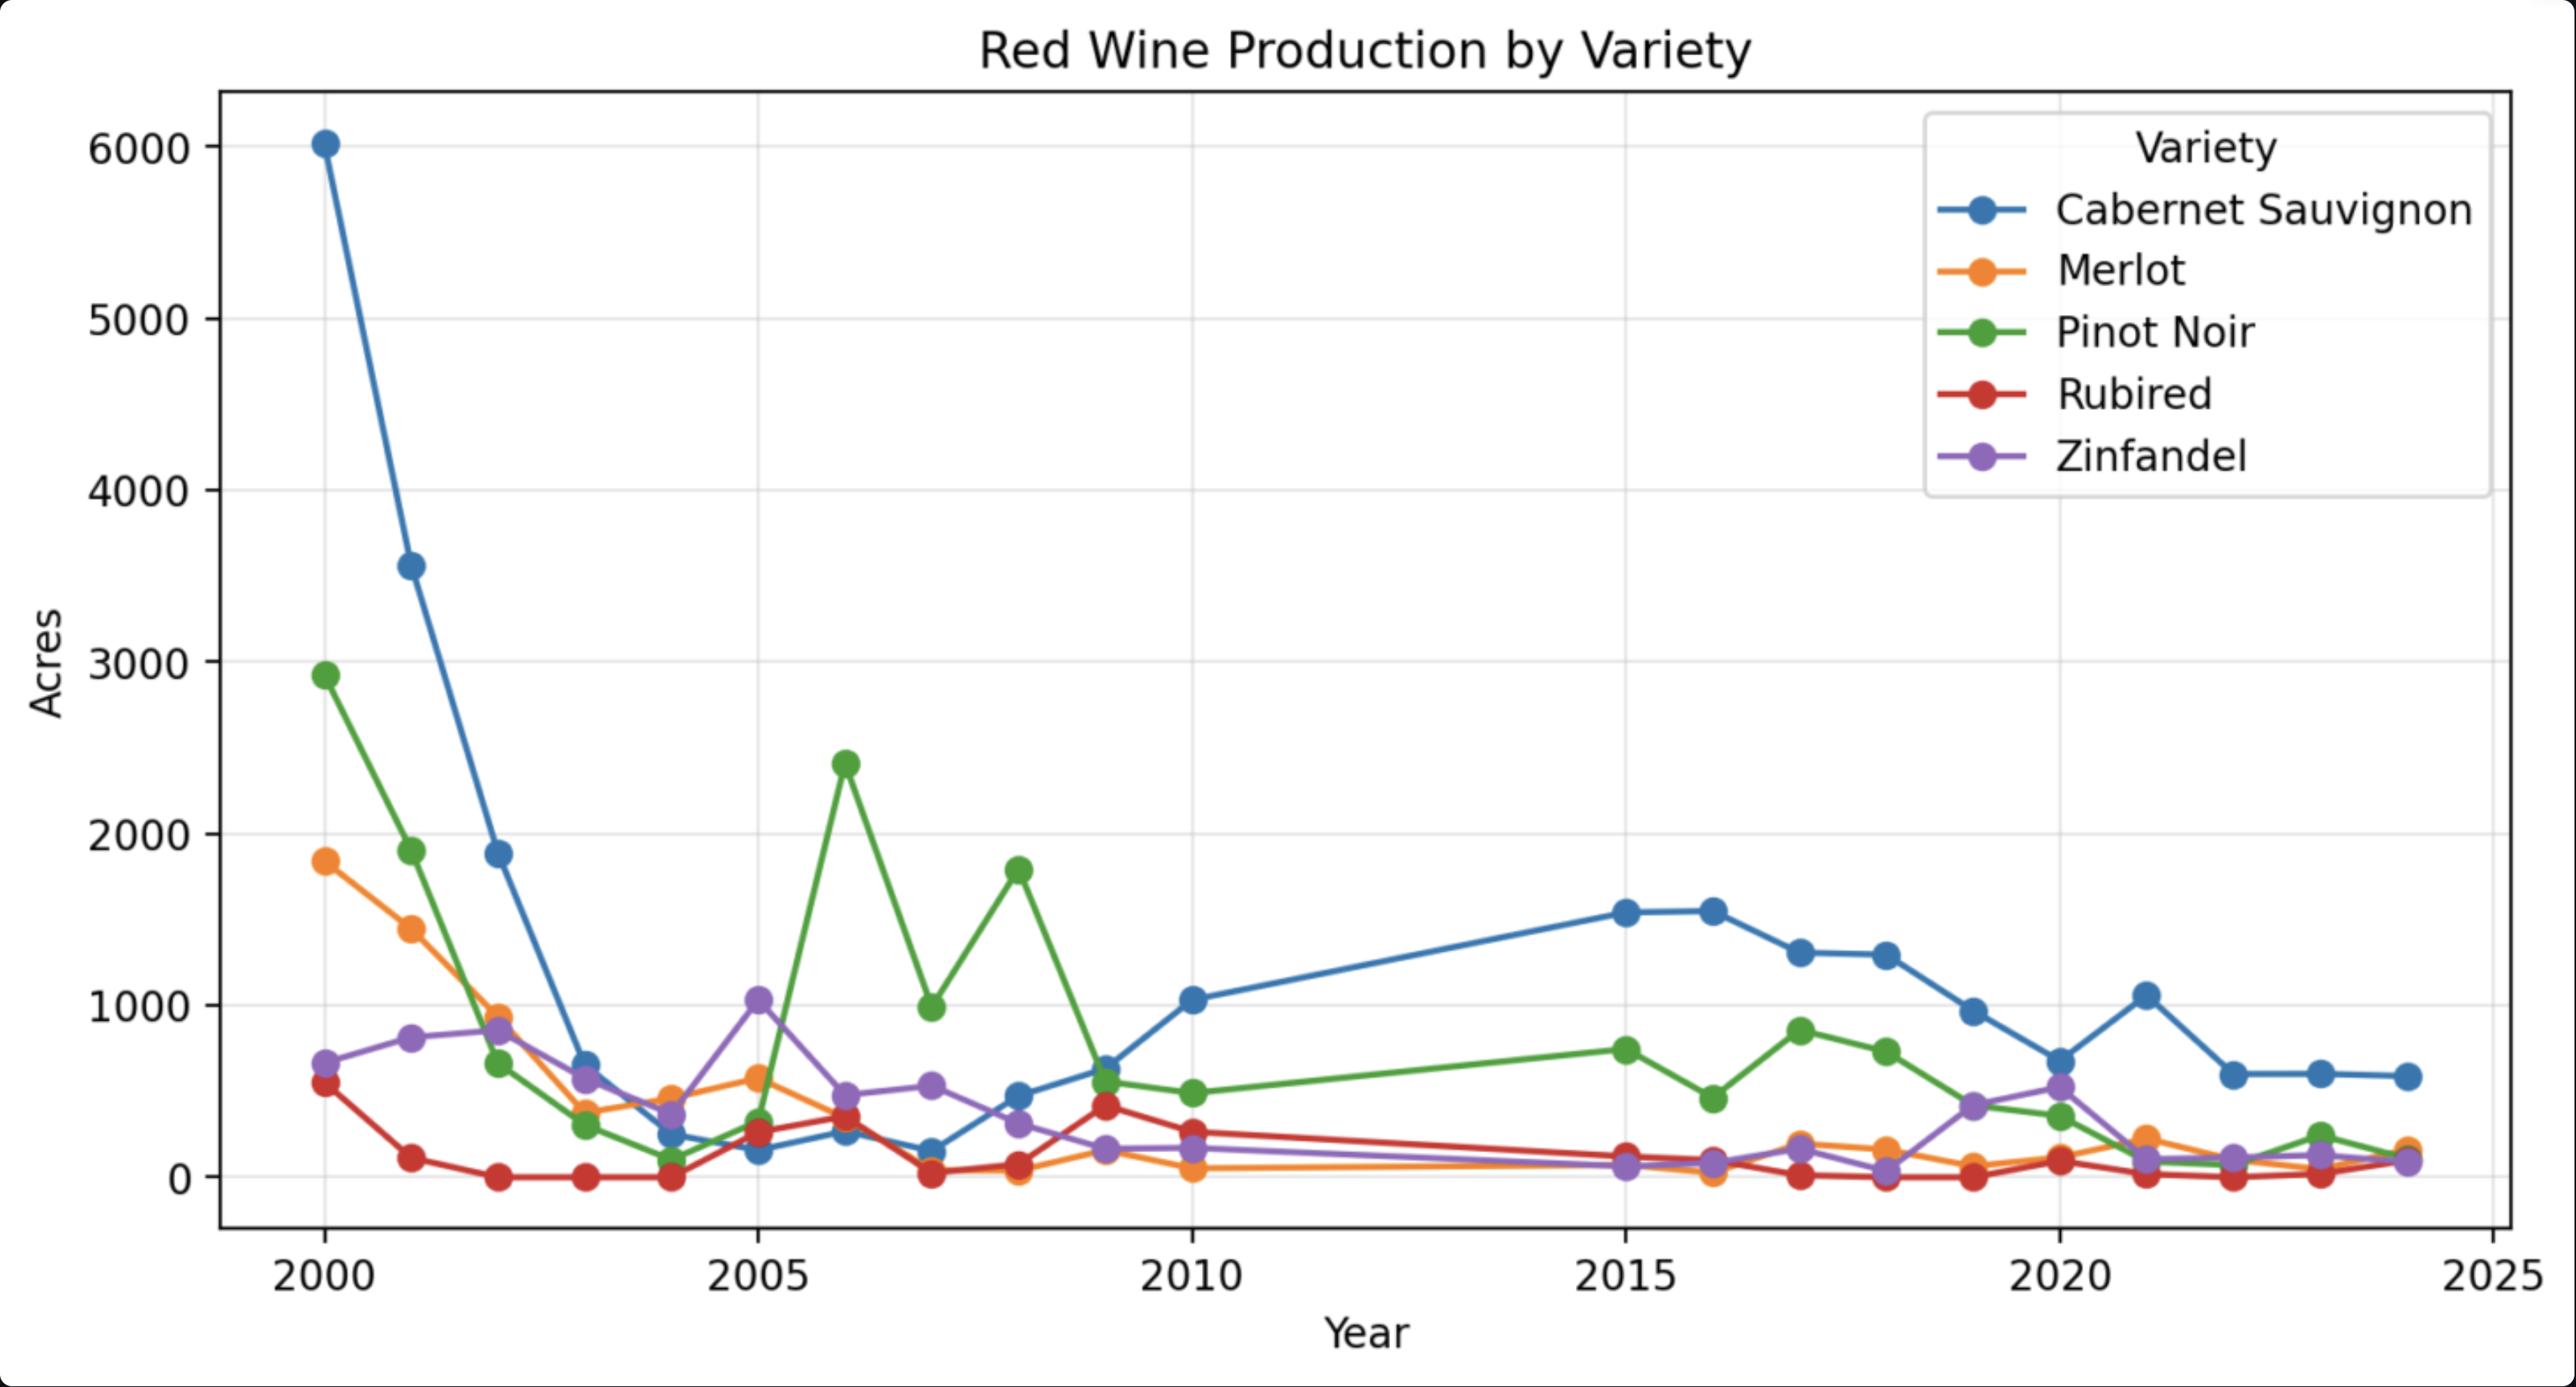 Red Wine Production by Variety
6000
5000
4000
3000
2000
1000
0
Acres
Variety
Cabernet Sauvignon
Merlot
Pinot Noir
Rubired
Zinfandel
2000 2005 2010 2015 2020 2025
Year